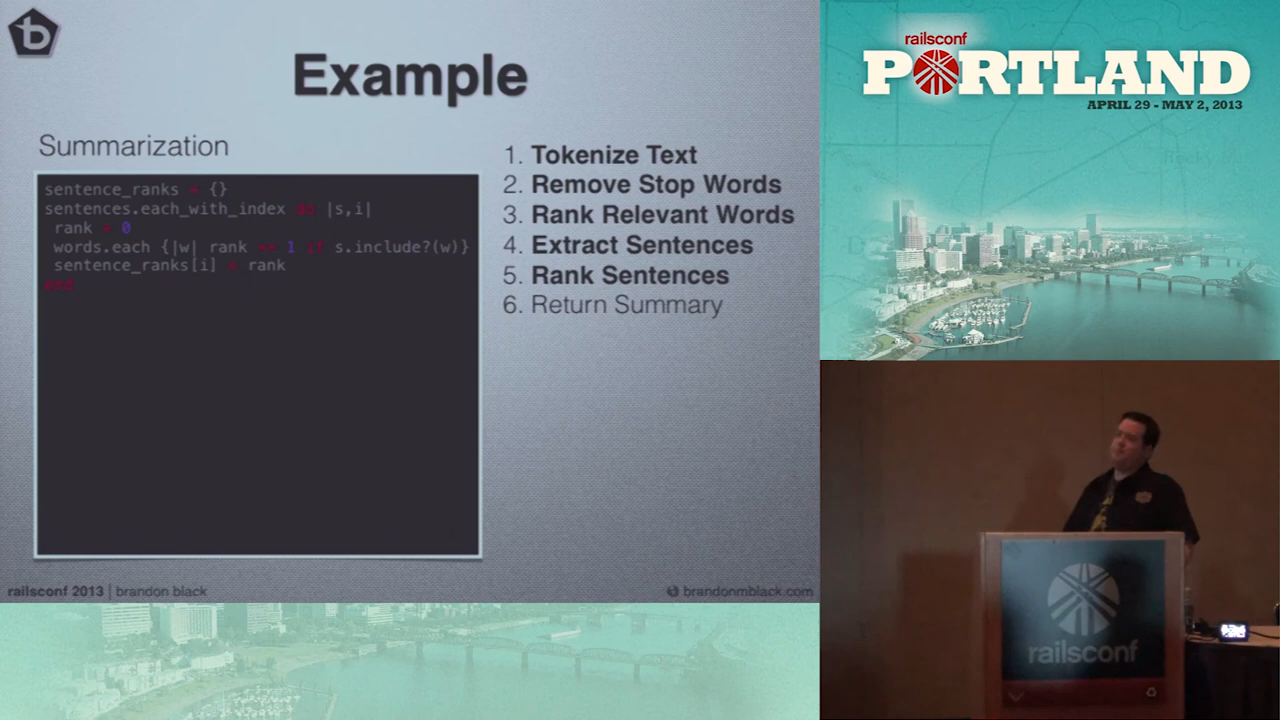 Example
Summarization
sentence_ranks = {}
sentences.each_with_index do |s,i|
rank = 0
words.each {|w| rank << 1 if s.include?(w)}
sentence_ranks[i] = rank
end
1. Tokenize Text
2. Remove Stop Words
3. Rank Relevant Words
4. Extract Sentences
5. Rank Sentences
6. Return Summary
railsconf 2013 | brandon black
brandonmblack.com
railsconf
PORTLAND
APRIL 29 - MAY 2, 2013
railsconf